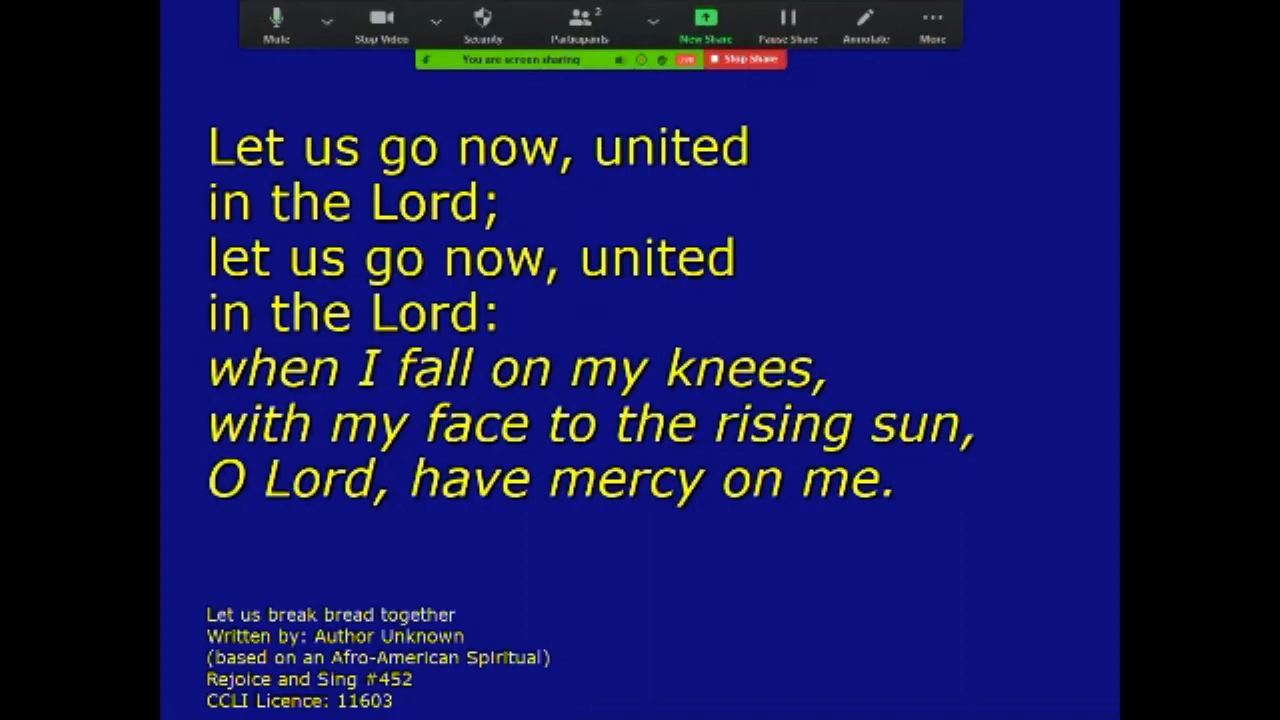 2
Mute Stop Video Security Participants New Share Pause Share Annotate More
You are screen sharing LIVE Stop Share
Let us go now, united
in the Lord;
let us go now, united
in the Lord:
when I fall on my knees,
with my face to the rising sun,
O Lord, have mercy on me.
Let us break bread together
Written by: Author Unknown
(based on an Afro-American Spiritual)
Rejoice and Sing #452
CCLI Licence: 11603